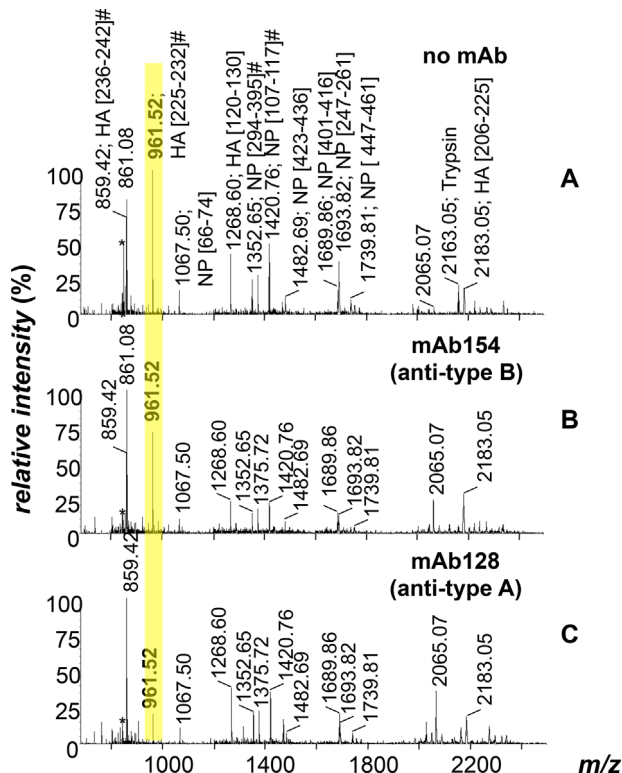 no mAb
A
859.42; HA [236-242]#
861.08
961.52;
HA [225-232]#
1067.50;
NP [66-74]
1268.60; HA [120-130]
1352.65; NP [294-395]#
1420.76; NP [107-117]#
1482.69; NP [423-436]
1689.86; NP [401-416]
1693.82; NP [247-261]
1739.81; NP [ 447-461]
2065.07
2163.05; Trypsin
2183.05; HA [206-225]
*
100
75
50
25
0
relative intensity (%)
mAb154
(anti-type B)
B
859.42
861.08
961.52
1067.50
1268.60
1352.65
1375.72
1420.76
1482.69
1689.86
1693.82
1739.81
2065.07
2183.05
*
100
75
50
25
0
mAb128
(anti-type A)
C
859.42
961.52
1067.50
1268.60
1352.65
1375.72
1420.76
1482.69
1689.86
1693.82
1739.81
2065.07
2183.05
*
100
75
50
25
0
1000 1400 1800 2200 m/z